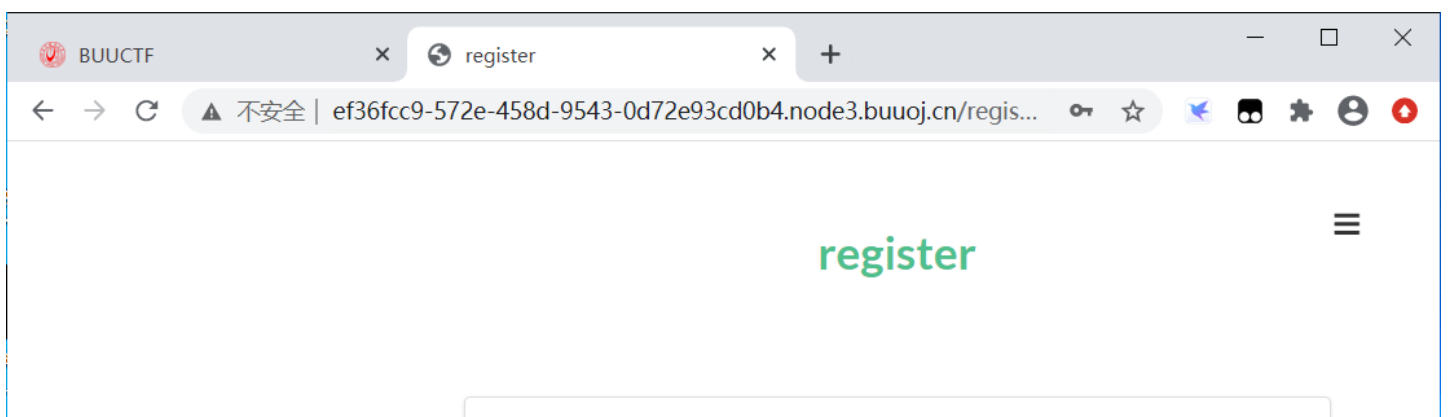 BUUCTF
register
不安全 | ef36fcc9-572e-458d-9543-0d72e93cd0b4.node3.buuoj.cn/regis...
register